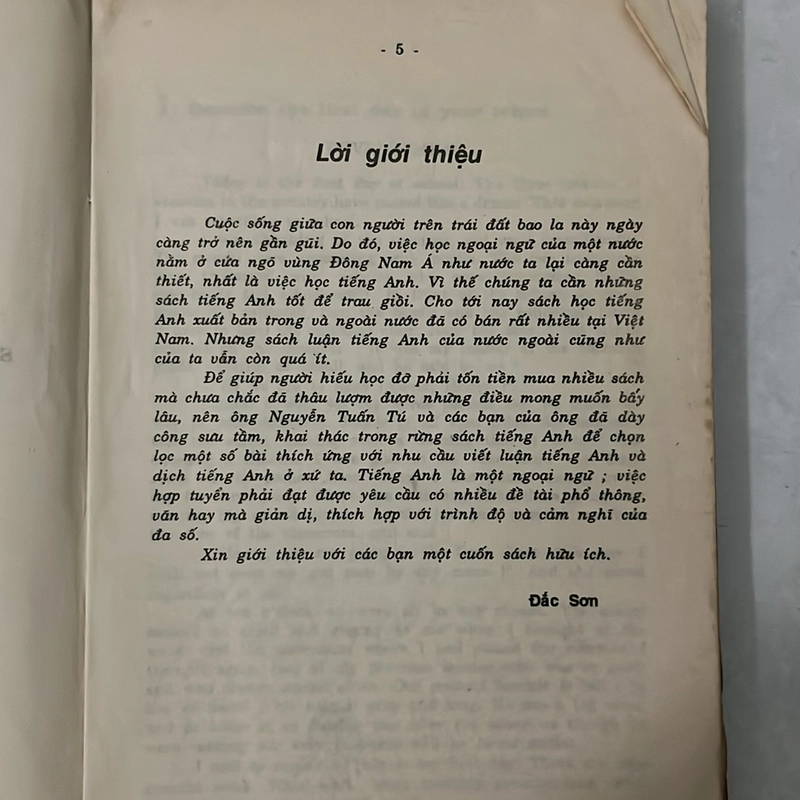 - 5 -
Lời giới thiệu
Cuộc sống giữa con người trên trái đất bao la này ngày
càng trở nên gần gũi. Do đó, việc học ngoại ngữ của một nước
nằm ở cửa ngõ vùng Đông Nam Á như nước ta lại càng cần
thiết, nhất là việc học tiếng Anh. Vì thế chúng ta cần những
sách tiếng Anh tốt để trau giồi. Cho tới nay sách học tiếng
Anh xuất bản trong và ngoài nước đã có bán rất nhiều tại Việt
Nam. Nhưng sách luận tiếng Anh của nước ngoài cũng như
của ta vẫn còn quá ít.
Để giúp người hiếu học đỡ phải tốn tiền mua nhiều sách
mà chưa chắc đã thâu lượm được những điều mong muốn bấy
lâu, nên ông Nguyễn Tuấn Tú và các bạn của ông đã dày
công sưu tầm, khai thác trong rừng sách tiếng Anh để chọn
lọc một số bài thích ứng với nhu cầu viết luận tiếng Anh và
dịch tiếng Anh ở xứ ta. Tiếng Anh là một ngoại ngữ ; việc
hợp tuyển phải đạt được yêu cầu có nhiều đề tài phổ thông,
văn hay mà giản dị, thích hợp với trình độ và cảm nghĩ của
đa số.
Xin giới thiệu với các bạn một cuốn sách hữu ích.
Đắc Sơn